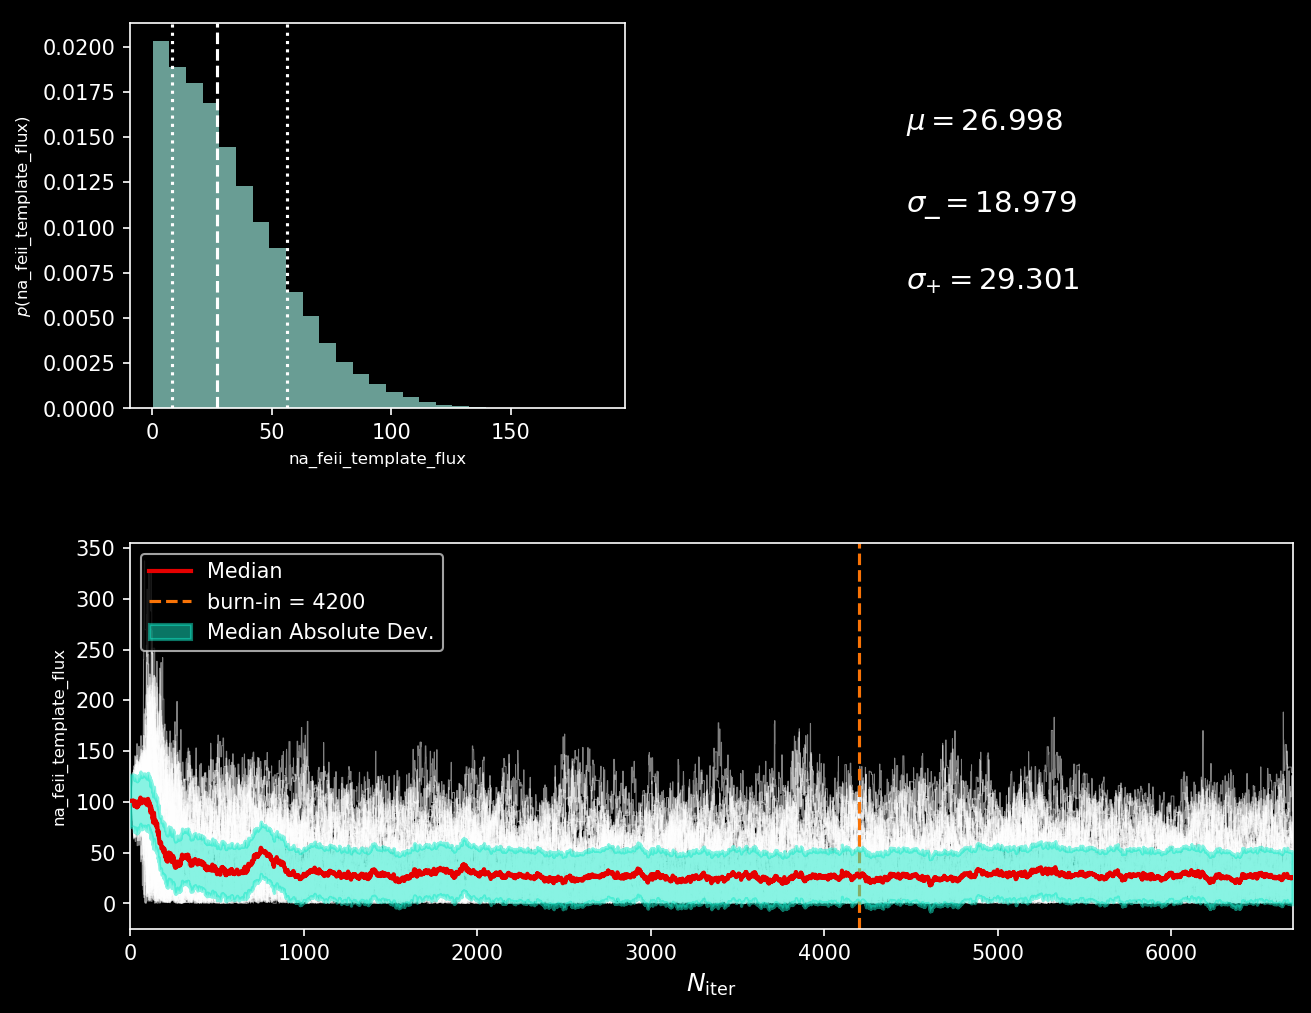 0.0200
0.0175
0.0150
0.0125
0.0100
0.0075
0.0050
0.0025
0.0000
p(na_feii_template_flux)
0 50 100 150
na_feii_template_flux
μ = 26.998
σ_ = 18.979
σ+ = 29.301
350
300
250
200
150
100
50
0
na_feii_template_flux
Median
burn-in = 4200
Median Absolute Dev.
0 1000 2000 3000 4000 5000 6000
Niter